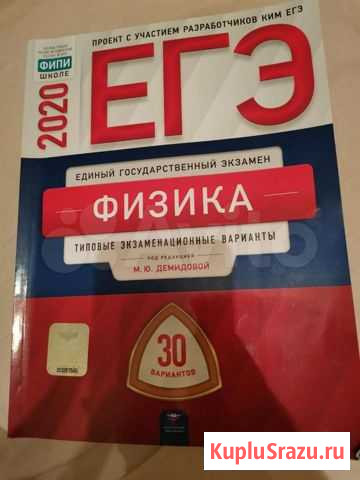 ПРОЕКТ С УЧАСТИЕМ РАЗРАБОТЧИКОВ КИМ ЕГЭ
ФИПИ
ШКОЛЕ
2020
ЕГЭ
ЕДИНЫЙ ГОСУДАРСТВЕННЫЙ ЭКЗАМЕН
ФИЗИКА
ТИПОВЫЕ ЭКЗАМЕНАЦИОННЫЕ ВАРИАНТЫ
ПОД РЕДАКЦИЕЙ
М. Ю. ДЕМИДОВОЙ
30
ВАРИАНТОВ
Avito
KupluSrazu.ru